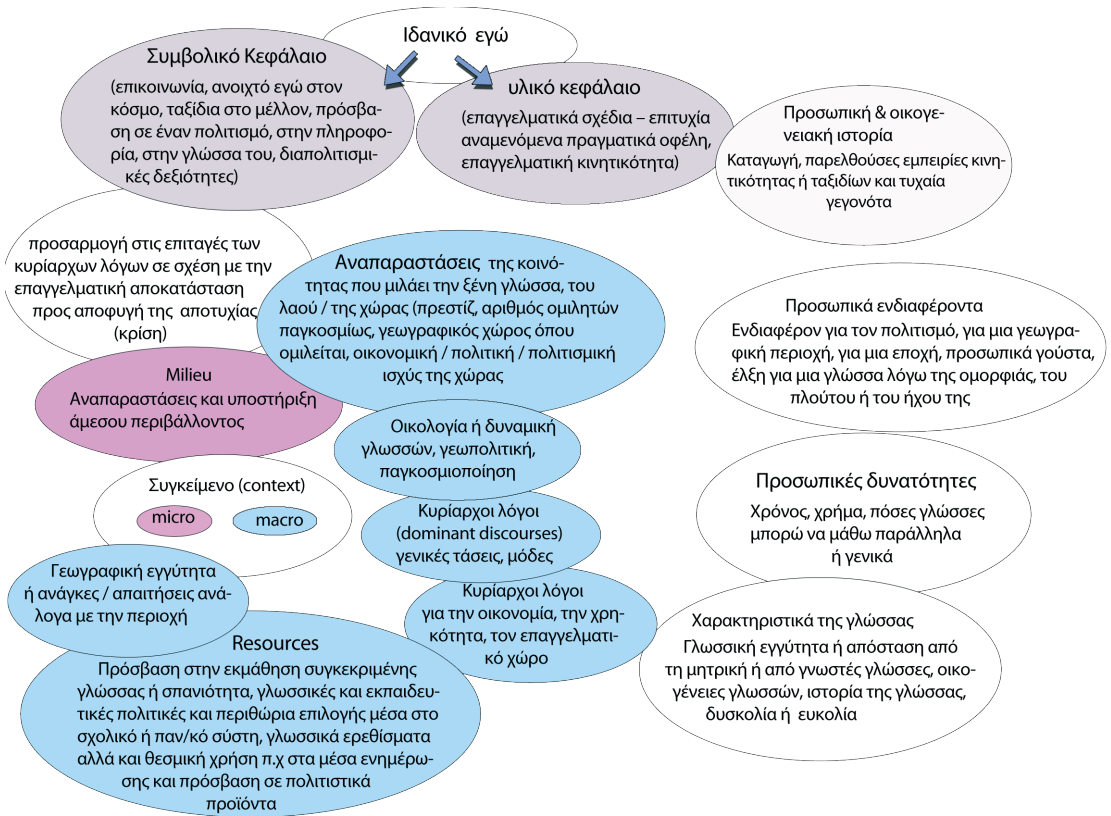 Ιδανικό εγώ
Συμβολικό Κεφάλαιο
(επικοινωνία, ανοιχτό εγώ στον
κόσμο, ταξίδια στο μέλλον, πρόσβα-
ση σε έναν πολιτισμό, στην πληροφο-
ρία, στην γλώσσα του, διαπολιτισμι-
κές δεξιότητες)
υλικό κεφάλαιο
(επαγγελματικά σχέδια – επιτυχία
αναμενόμενα πραγματικά οφέλη,
επαγγελματική κινητικότητα)
Προσωπική & οικογε-
νειακή ιστορία
Καταγωγή, παρελθούσες εμπειρίες κινη-
τικότητας ή ταξιδίων και τυχαία
γεγονότα
προσαρμογή στις επιταγές των
κυρίαρχων λόγων σε σχέση με την
επαγγελματική αποκατάσταση
προς αποφυγή της αποτυχίας
(κρίση)
Αναπαραστάσεις της κοινό-
τητας που μιλάει την ξένη γλώσσα, του
λαού / της χώρας (πρεστίζ, αριθμός ομιλητών
παγκοσμίως, γεωγραφικός χώρος όπου
ομιλείται, οικονομική / πολιτική / πολιτισμική
ισχύς της χώρας
Προσωπικά ενδιαφέροντα
Ενδιαφέρον για τον πολιτισμό, για μια γεωγρα-
φική περιοχή, για μια εποχή, προσωπικά γούστα,
έλξη για μια γλώσσα λόγω της ομορφιάς, του
πλούτου ή του ήχου της
Milieu
Αναπαραστάσεις και υποστήριξη
άμεσου περιβάλλοντος
Οικολογία ή δυναμική
γλωσσών, γεωπολιτική,
παγκοσμιοποίηση
Συγκείμενο (context)
micro
macro
Κυρίαρχοι λόγοι
(dominant discourses)
γενικές τάσεις, μόδες
Προσωπικές δυνατότητες
Χρόνος, χρήμα, πόσες γλώσσες
μπορώ να μάθω παράλληλα
ή γενικά
Γεωγραφική εγγύτητα
ή ανάγκες / απαιτήσεις ανά-
λογα με την περιοχή
Κυρίαρχοι λόγοι
για την οικονομία, την χρη-
κότητα, τον επαγγελματι-
κό χώρο
Χαρακτηριστικά της γλώσσας
Γλωσσική εγγύτητα ή απόσταση από
τη μητρική ή από γνωστές γλώσσες, οικο-
γένειες γλωσσών, ιστορία της γλώσσας,
δυσκολία ή ευκολία
Resources
Πρόσβαση στην εκμάθηση συγκεκριμένης
γλώσσας ή σπανιότητα, γλωσσικές και εκπαιδευ-
τικές πολιτικές και περιθώρια επιλογής μέσα στο
σχολικό ή παν/κό σύστη, γλωσσικά ερεθίσματα
αλλά και θεσμική χρήση π.χ στα μέσα ενημέρω-
σης και πρόσβαση σε πολιτιστικά
προϊόντα